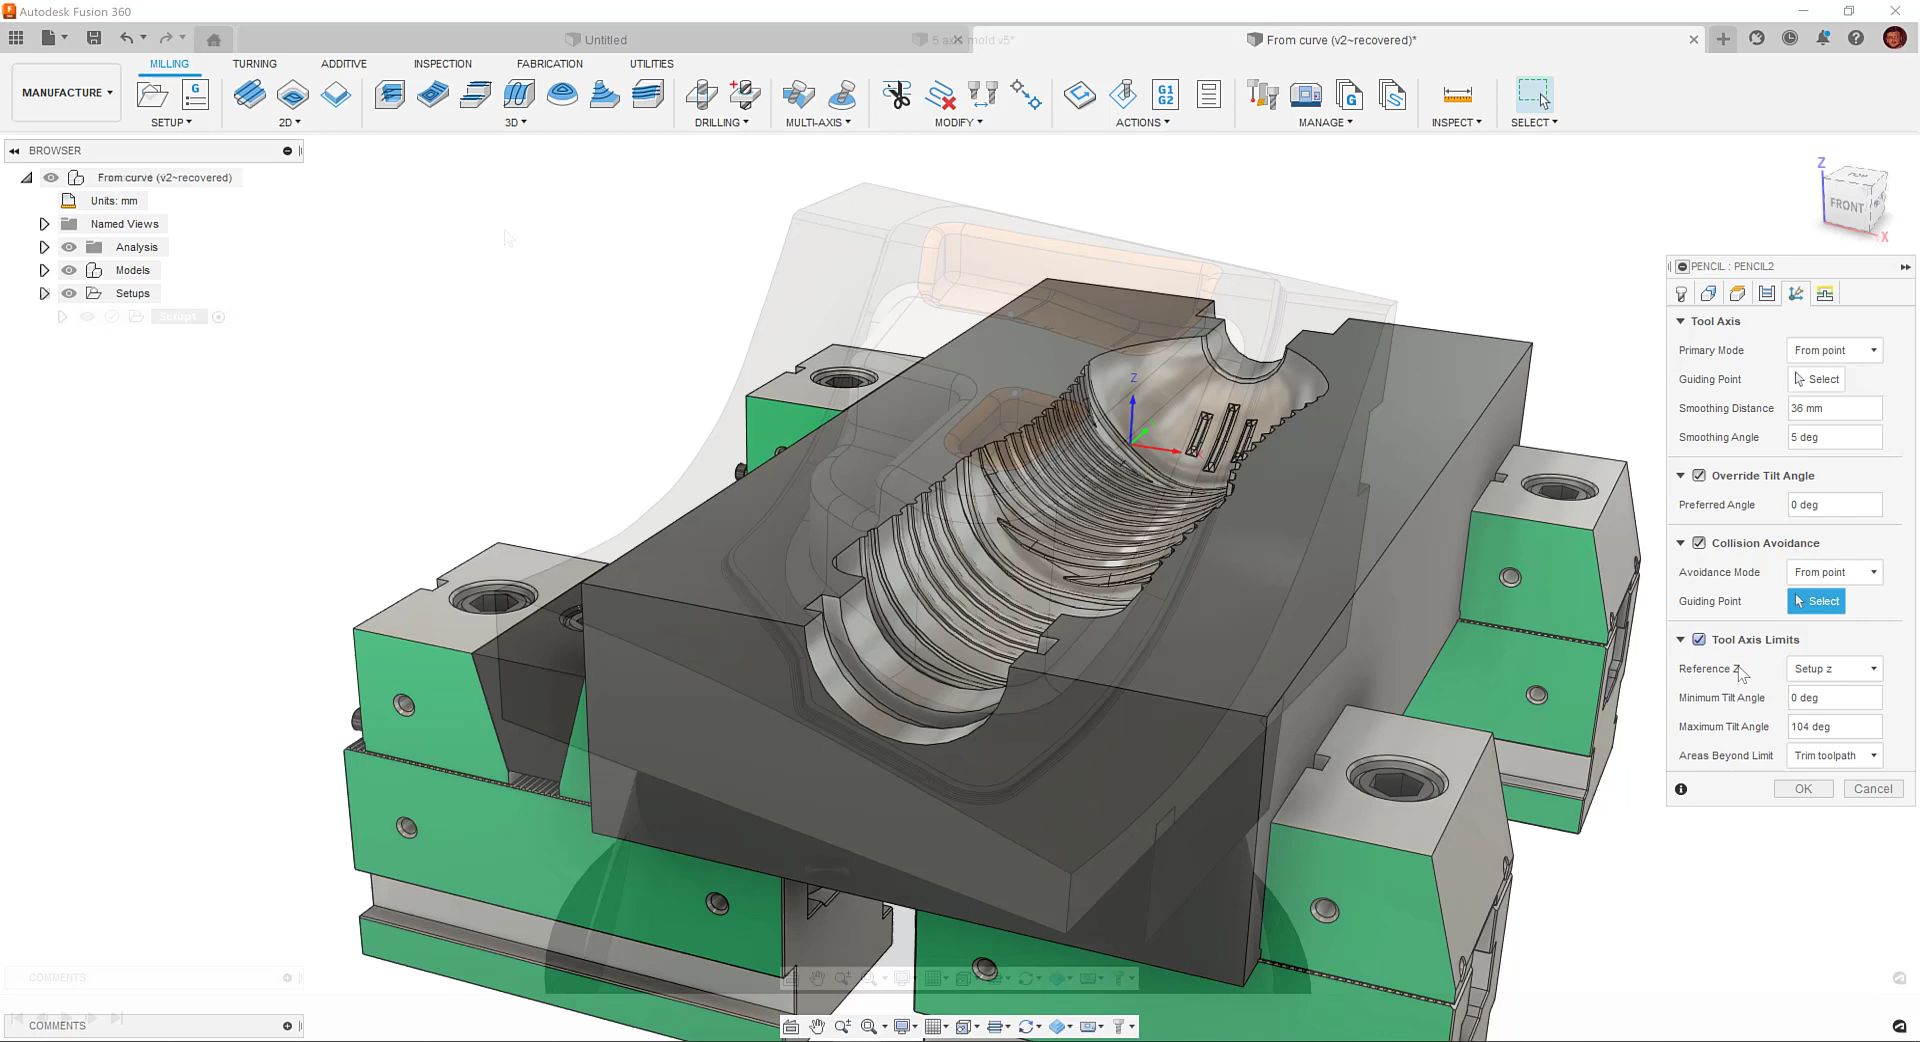 Autodesk Fusion 360
Untitled
5 axis mold v5*
From curve (v2~recovered)*
MANUFACTURE
MILLING
TURNING
ADDITIVE
INSPECTION
FABRICATION
UTILITIES
G
G1
G2
G
S
SETUP
2D
3D
DRILLING
MULTI-AXIS
MODIFY
ACTIONS
MANAGE
INSPECT
SELECT
BROWSER
From curve (v2~recovered)
Units: mm
Named Views
Analysis
Models
Setups
Setup1
Z
TOP
FRONT
X
Z
PENCIL : PENCIL2
Tool Axis
Primary Mode From point
Guiding Point Select
Smoothing Distance 36 mm
Smoothing Angle 5 deg
Override Tilt Angle
Preferred Angle 0 deg
Collision Avoidance
Avoidance Mode From point
Guiding Point Select
Tool Axis Limits
Reference Z Setup z
Minimum Tilt Angle 0 deg
Maximum Tilt Angle 104 deg
Areas Beyond Limit Trim toolpath
OK Cancel
COMMENTS
COMMENTS